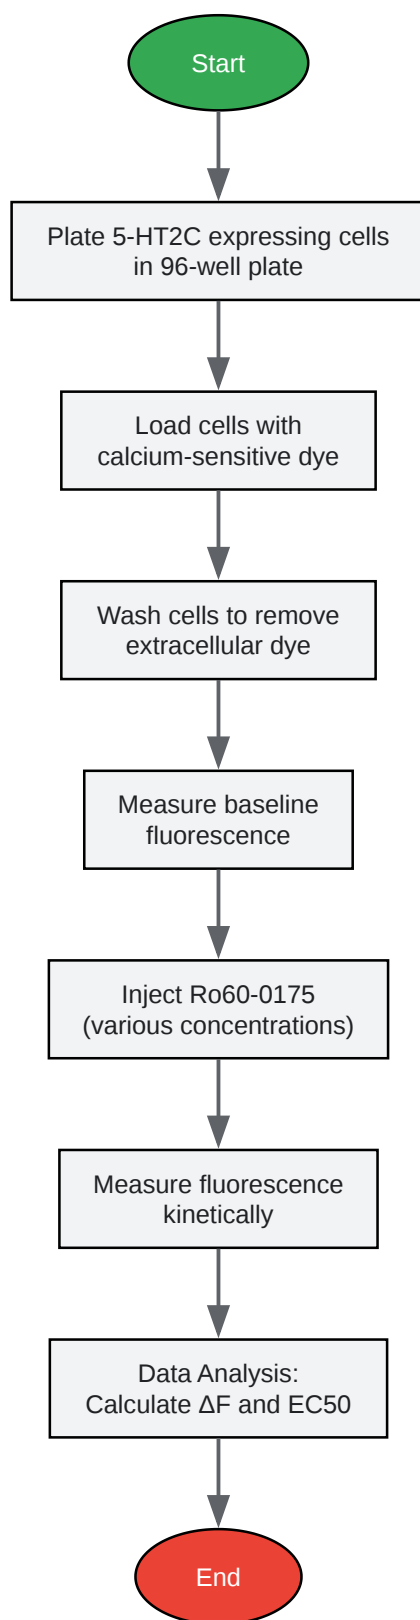 Start
Plate 5-HT2C expressing cells
in 96-well plate
Load cells with
calcium-sensitive dye
Wash cells to remove
extracellular dye
Measure baseline
fluorescence
Inject Ro60-0175
(various concentrations)
Measure fluorescence
kinetically
Data Analysis:
Calculate ΔF and EC50
End